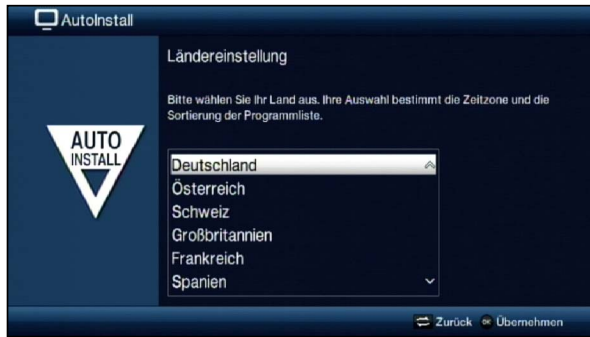 AutoInstall
Ländereinstellung
Bitte wählen Sie Ihr Land aus. Ihre Auswahl bestimmt die Zeitzone und die
Sortierung der Programmliste.
AUTO
INSTALL
Deutschland
Österreich
Schweiz
Großbritannien
Frankreich
Spanien
Zurück OK Übernehmen